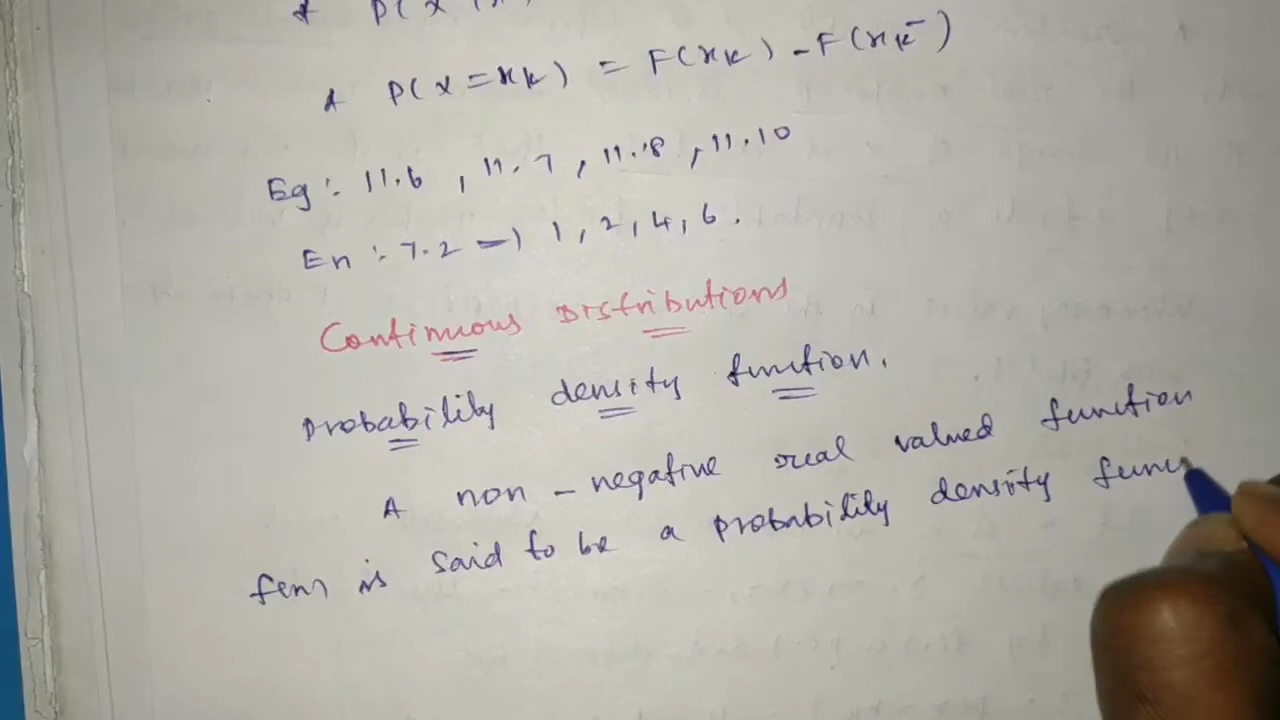 P(X
P(X=xk) = F(xk) - F(xk⁻)
Eg :- 11.6 , 11.7 , 11.8 , 11.10
En :- 7.2 → 1 , 2 , 4 , 6 .
Continuous Distributions
Probability density function.
A non-negative real valued function
f(x) is said to be a probability density func